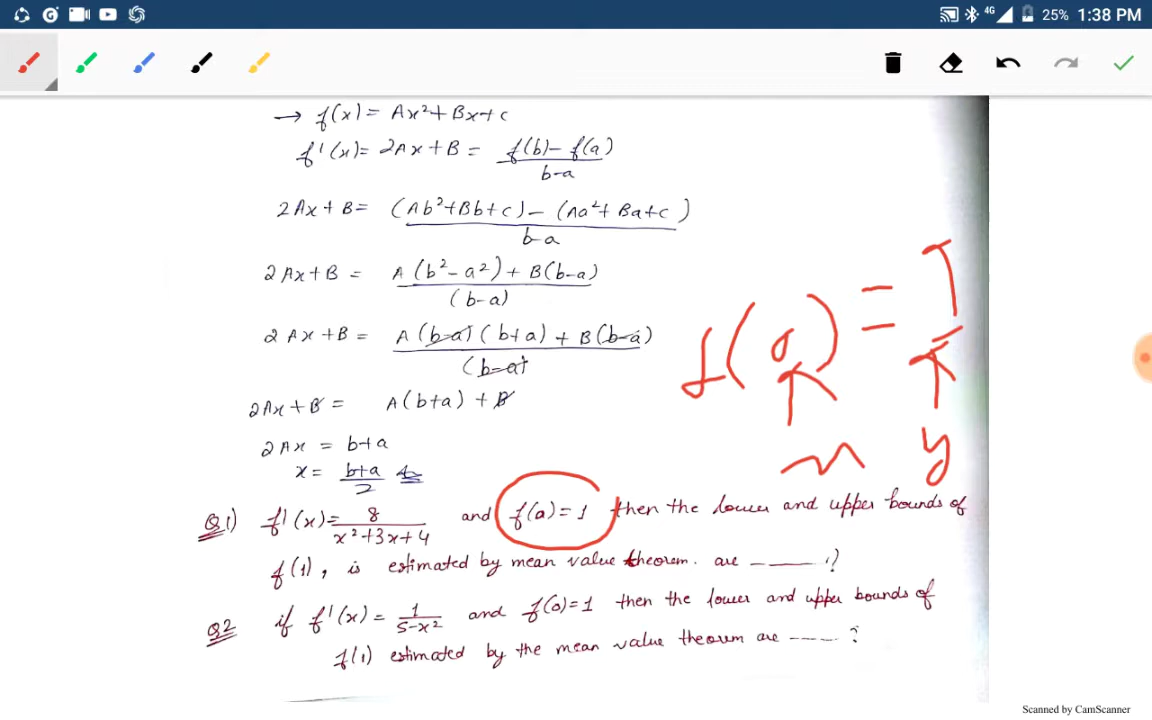 4G 25% 1:38 PM
→ f(x) = Ax²+Bx+c
f'(x) = 2Ax+B = f(b)-f(a) / b-a
2Ax+B = (Ab²+Bb+c) - (Aa²+Ba+c) / b-a
2Ax+B = A(b²-a²)+B(b-a) / (b-a)
2Ax+B = A(b-a)(b+a)+B(b-a) / (b-a)
2Ax+B = A(b+a)+B
2Ax = b+a
x = b+a / 2
f(0) = 1
x y
Q1) f'(x) = 8 / x²+3x+4 and f(a)=1 then the lower and upper bounds of
f(1), is estimated by mean value theorem. are ———?
Q2 if f'(x) = 1 / 5-x² and f(0)=1 then the lower and upper bounds of
f(1) estimated by the mean value theorem are ----- ?
Scanned by CamScanner